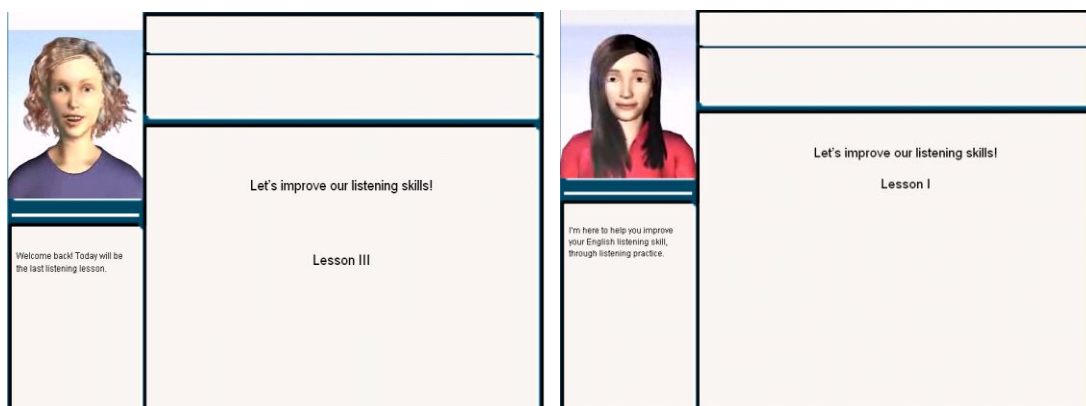 Let's improve our listening skills!
Lesson III
Welcome back! Today will be
the last listening lesson.
Let's improve our listening skills!
Lesson I
I'm here to help you improve
your English listening skill,
through listening practice.